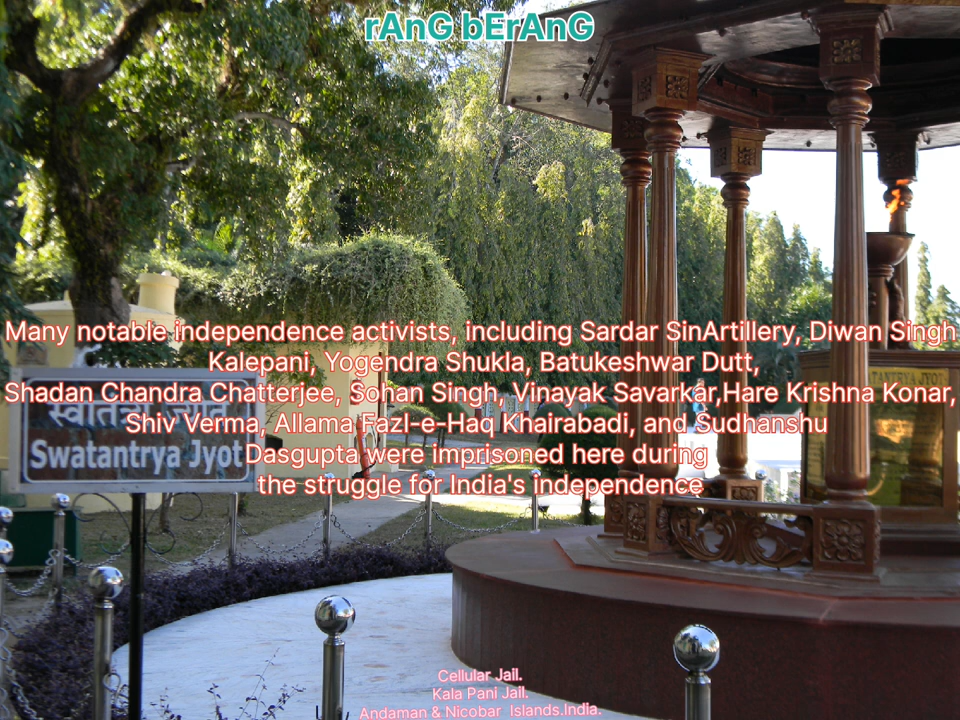 rAnG bErAnG
Many notable independence activists, including Sardar SinArtillery, Diwan Singh
Kalepani, Yogendra Shukla, Batukeshwar Dutt,
Shadan Chandra Chatterjee, Sohan Singh, Vinayak Savarkar,Hare Krishna Konar,
Shiv Verma, Allama Fazl-e-Haq Khairabadi, and Sudhanshu
Dasgupta were imprisoned here during
the struggle for India's independence
स्वातंत्र्य ज्योत
Swatantrya Jyot
SWATANTRYA JYOT
Cellular Jail.
Kala Pani Jail.
Andaman & Nicobar Islands.India.